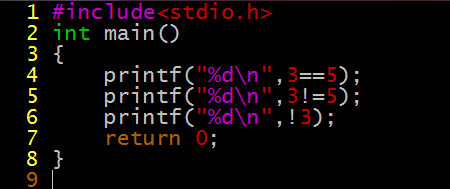 1 #include<stdio.h>
2 int main()
3 {
4     printf("%d\n",3==5);
5     printf("%d\n",3!=5);
6     printf("%d\n",!3);
7     return 0;
8 }
9